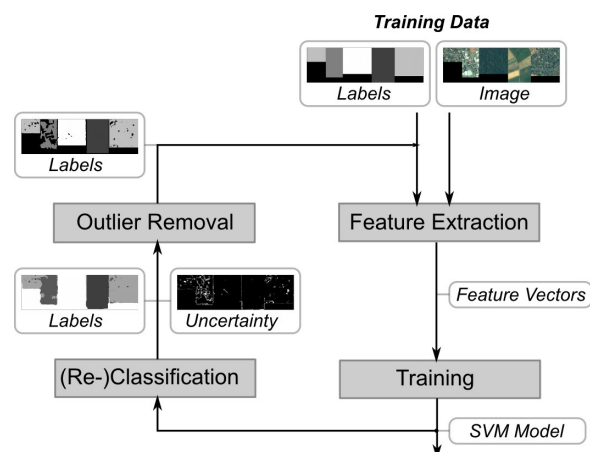 Training Data
Labels
Image
Labels
Outlier Removal
Feature Extraction
Labels
Uncertainty
Feature Vectors
(Re-)Classification
Training
SVM Model